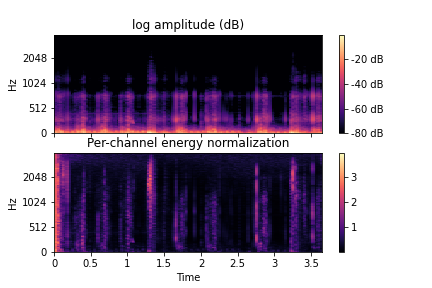 log amplitude (dB)
Hz
2048
1024
512
0
-20 dB
-40 dB
-60 dB
-80 dB
Per-channel energy normalization
Hz
2048
1024
512
0
3
2
1
0
0.5
1
1.5
2
2.5
3
3.5
Time